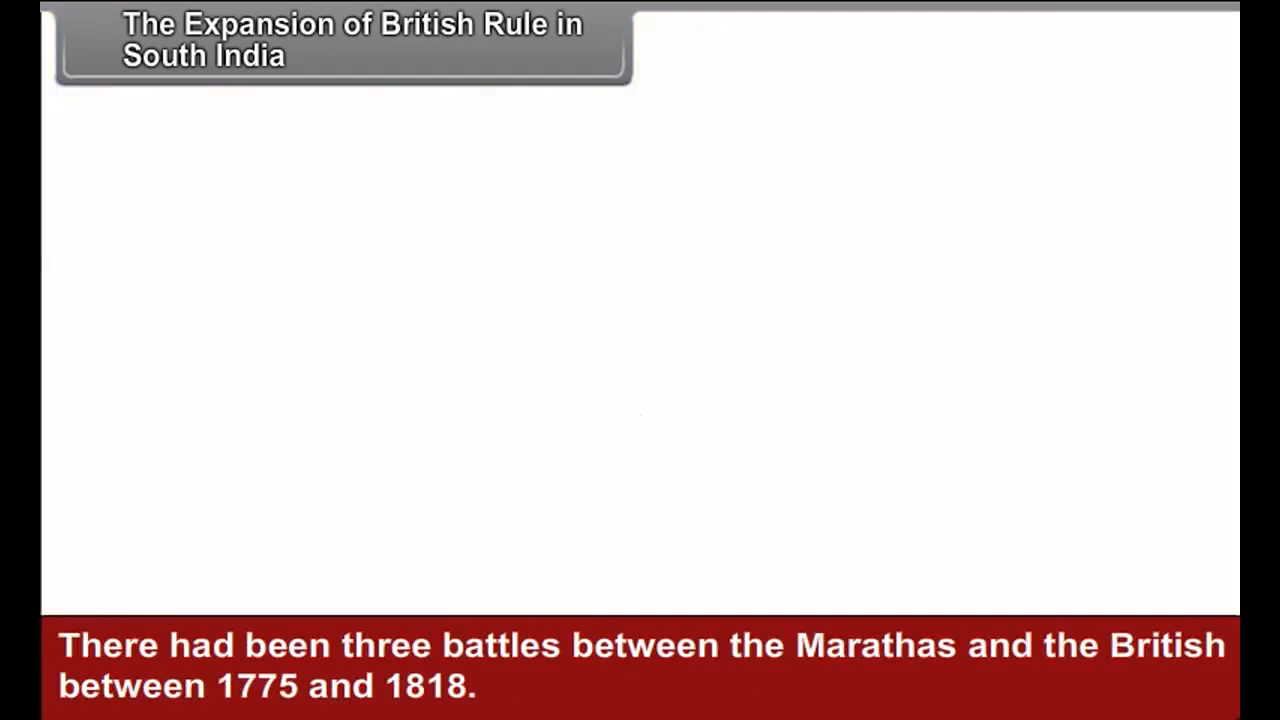 The Expansion of British Rule in
South India
There had been three battles between the Marathas and the British
between 1775 and 1818.